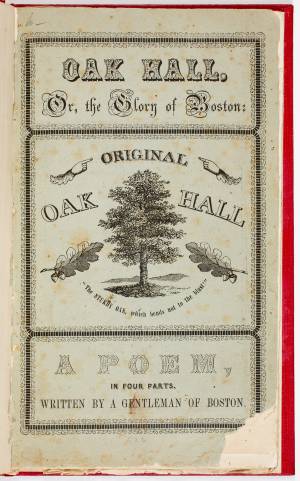 OAK HALL,
Or, the Glory of Boston:
ORIGINAL
OAK HALL
"The STURDY OAK, which bends not to the blast."
A POEM,
IN FOUR PARTS.
WRITTEN BY A GENTLEMAN OF BOSTON.